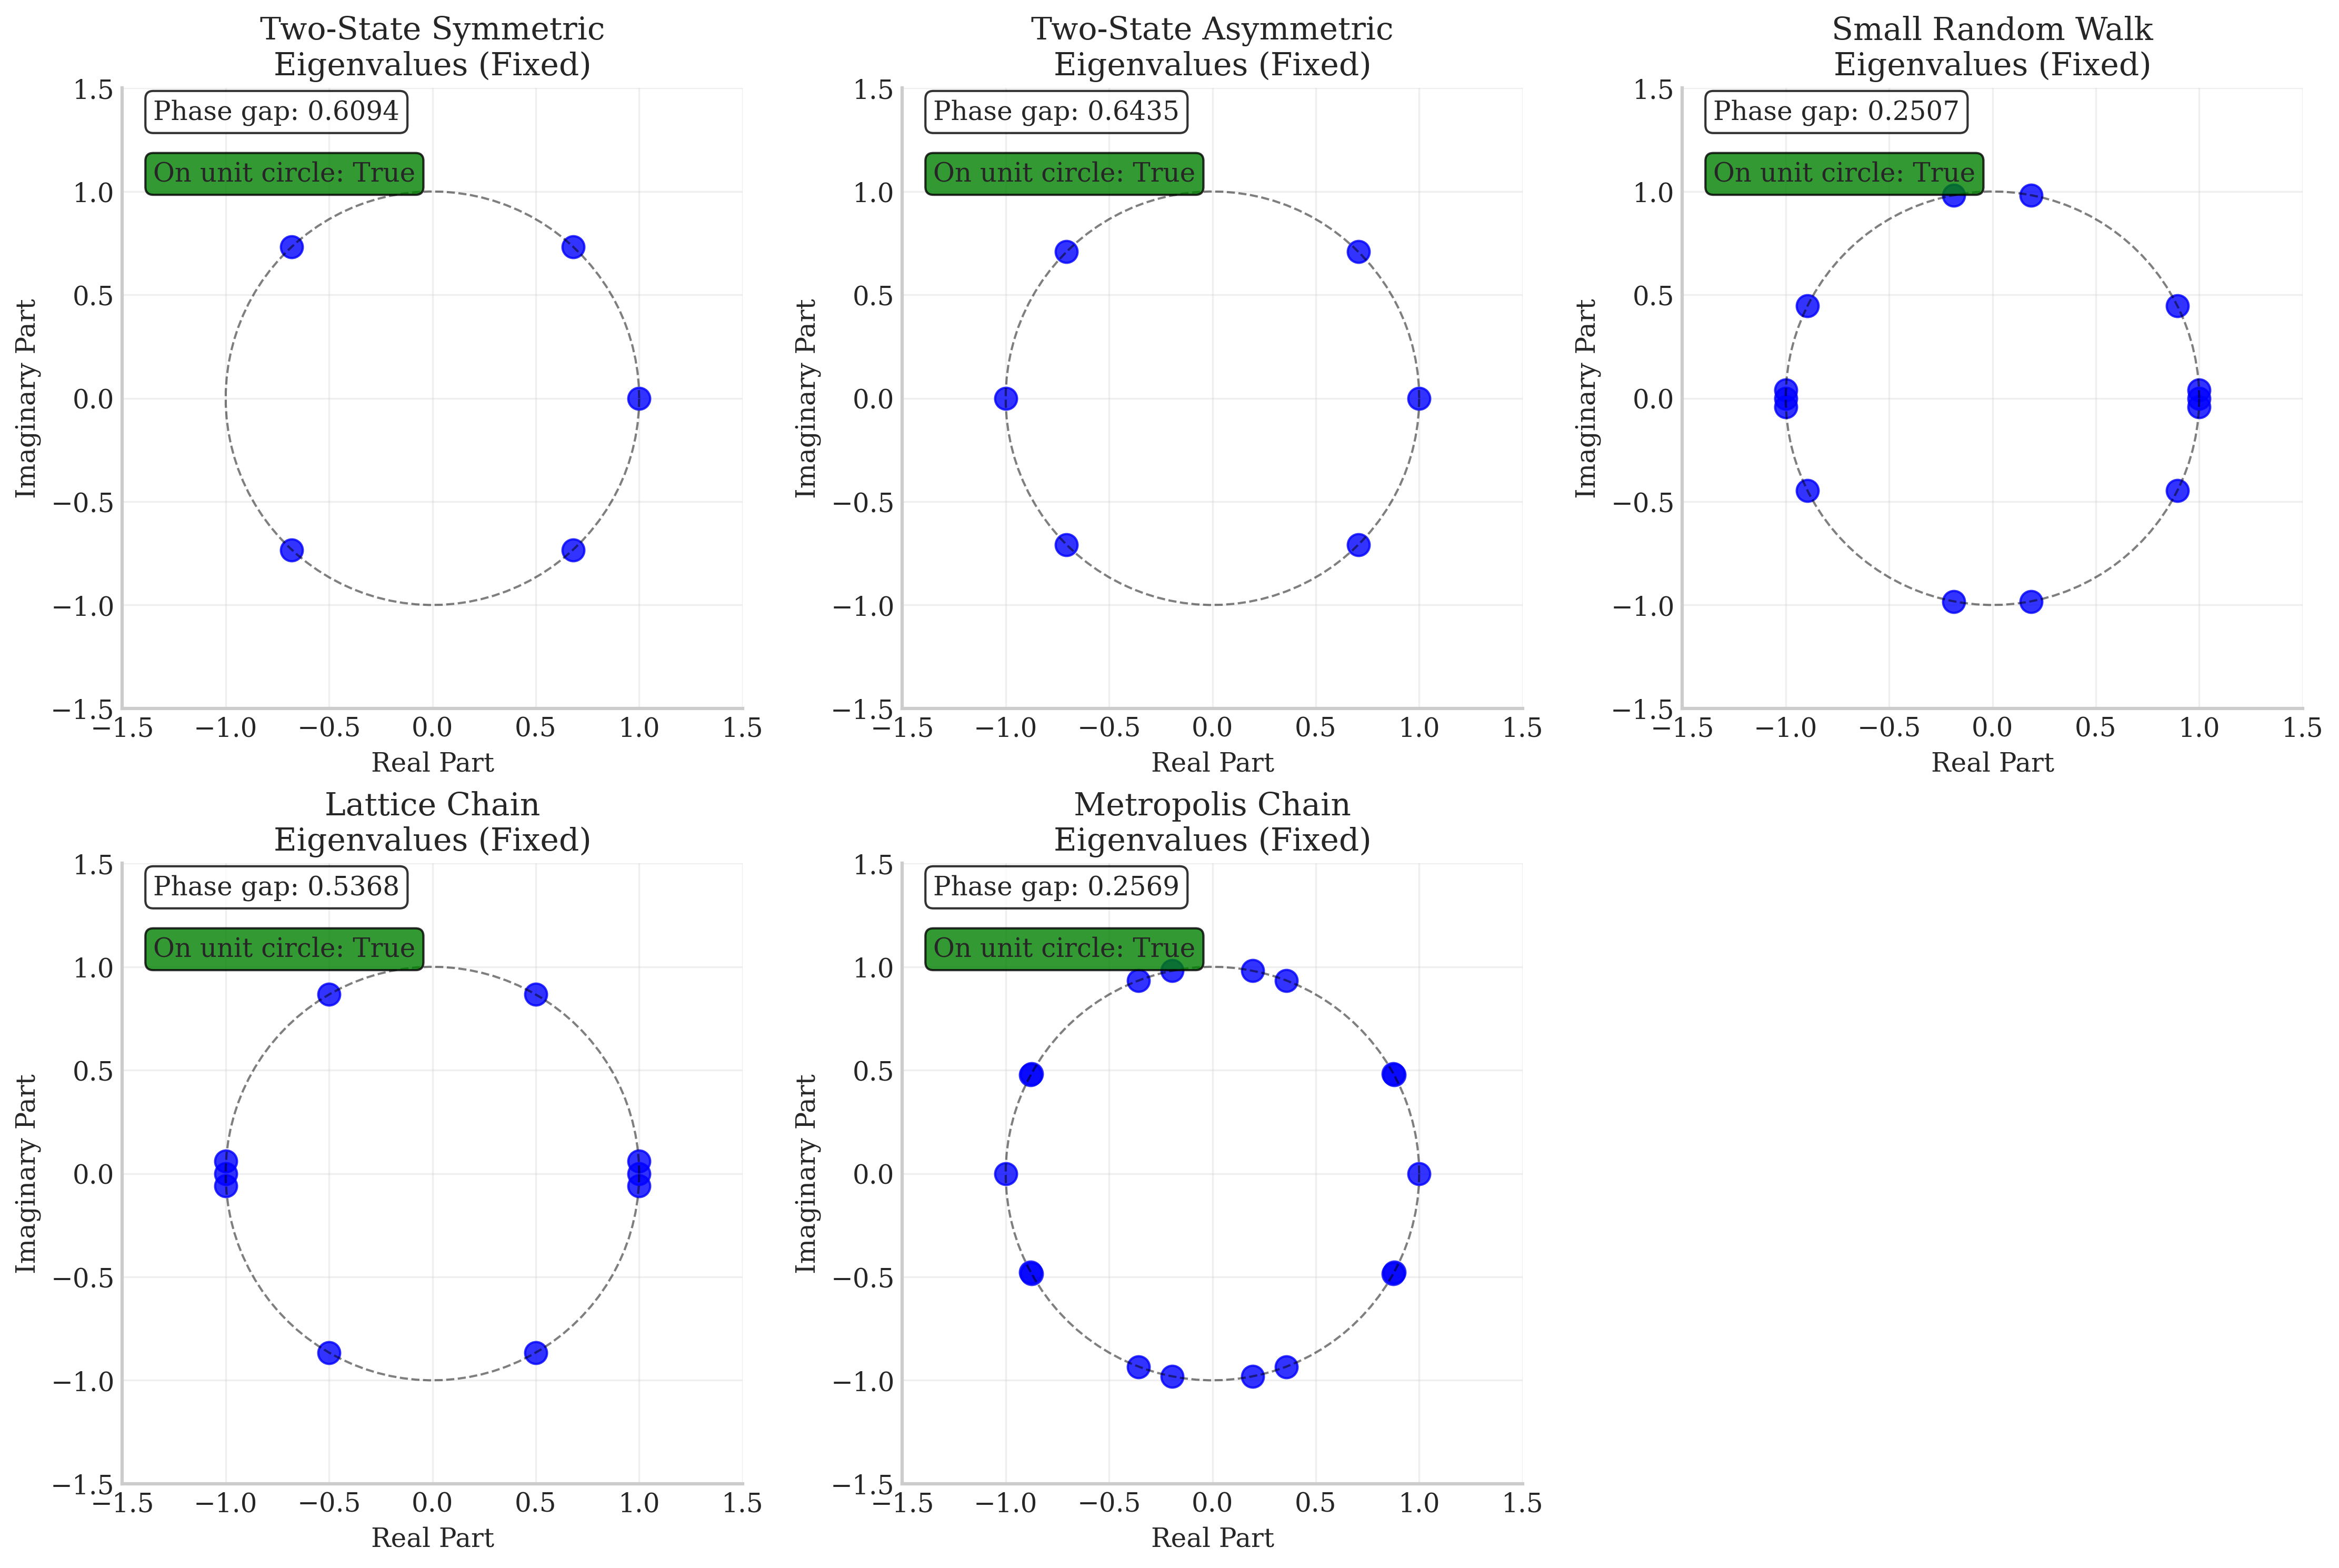 Two-State Symmetric
Eigenvalues (Fixed)
Phase gap: 0.6094
On unit circle: True
1.5
1.0
0.5
0.0
−0.5
−1.0
−1.5
Imaginary Part
−1.5 −1.0 −0.5 0.0 0.5 1.0 1.5
Real Part
Two-State Asymmetric
Eigenvalues (Fixed)
Phase gap: 0.6435
On unit circle: True
1.5
1.0
0.5
0.0
−0.5
−1.0
−1.5
Imaginary Part
−1.5 −1.0 −0.5 0.0 0.5 1.0 1.5
Real Part
Small Random Walk
Eigenvalues (Fixed)
Phase gap: 0.2507
On unit circle: True
1.5
1.0
0.5
0.0
−0.5
−1.0
−1.5
Imaginary Part
−1.5 −1.0 −0.5 0.0 0.5 1.0 1.5
Real Part
Lattice Chain
Eigenvalues (Fixed)
Phase gap: 0.5368
On unit circle: True
1.5
1.0
0.5
0.0
−0.5
−1.0
−1.5
Imaginary Part
−1.5 −1.0 −0.5 0.0 0.5 1.0 1.5
Real Part
Metropolis Chain
Eigenvalues (Fixed)
Phase gap: 0.2569
On unit circle: True
1.5
1.0
0.5
0.0
−0.5
−1.0
−1.5
Imaginary Part
−1.5 −1.0 −0.5 0.0 0.5 1.0 1.5
Real Part